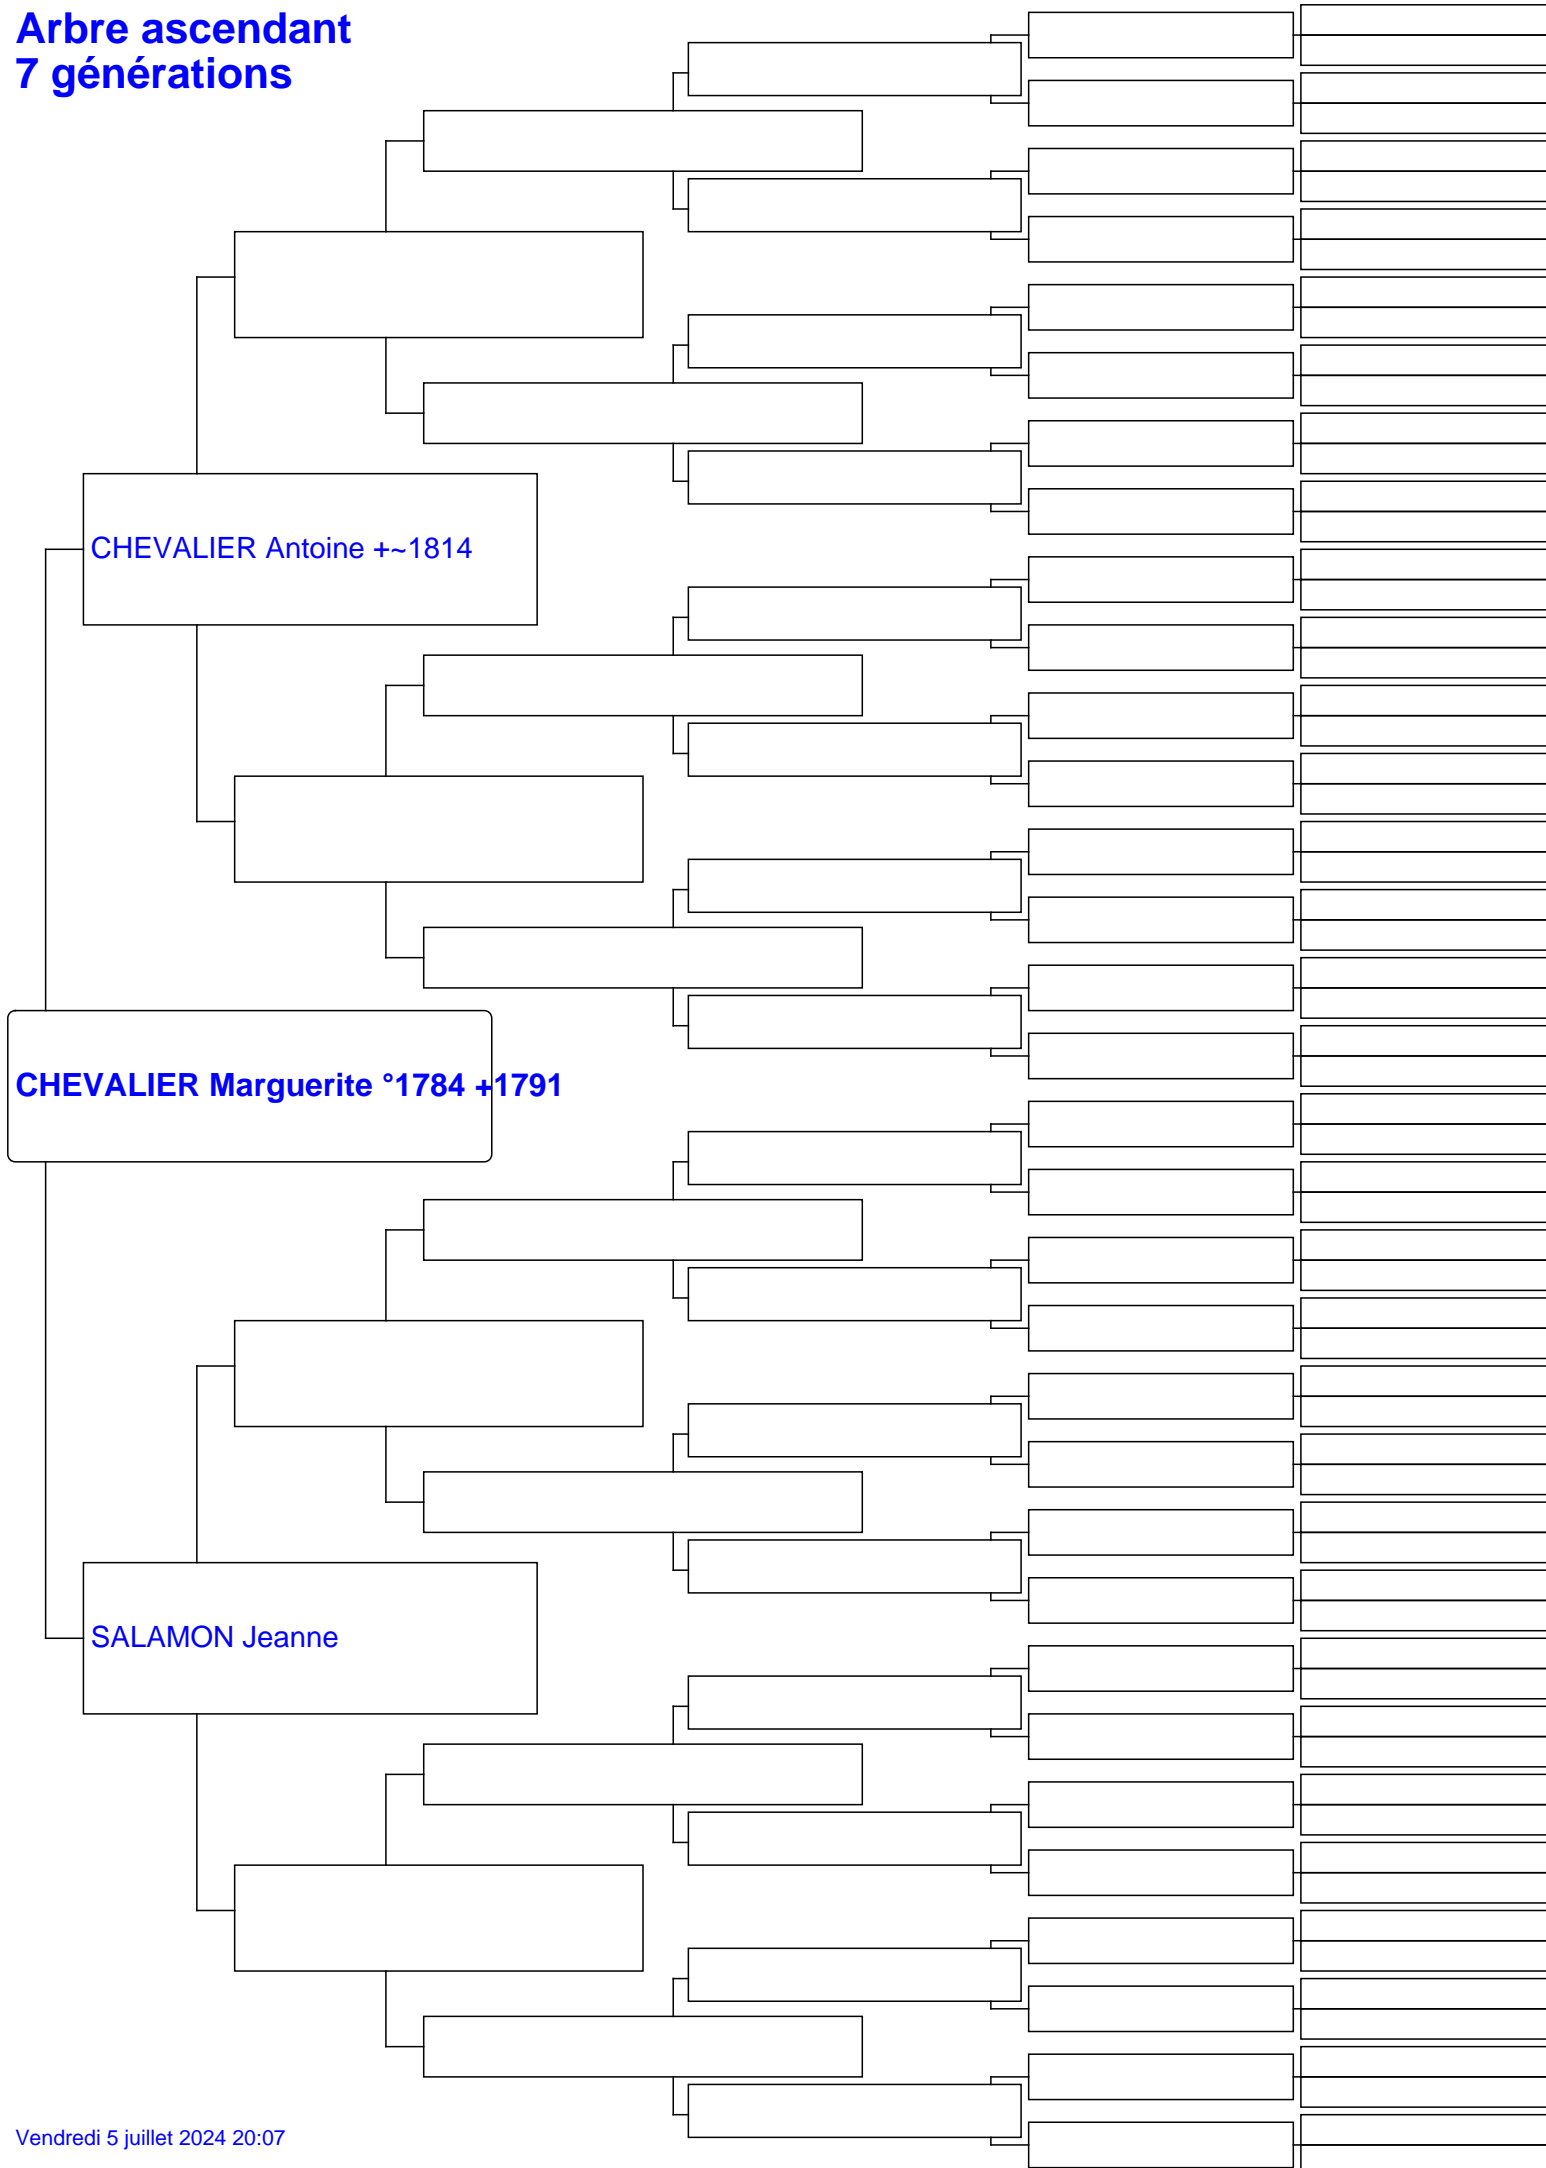 Arbre ascendant
7 générations
CHEVALIER Antoine +~1814
CHEVALIER Marguerite °1784 +1791
SALAMON Jeanne
Vendredi 5 juillet 2024 20:07